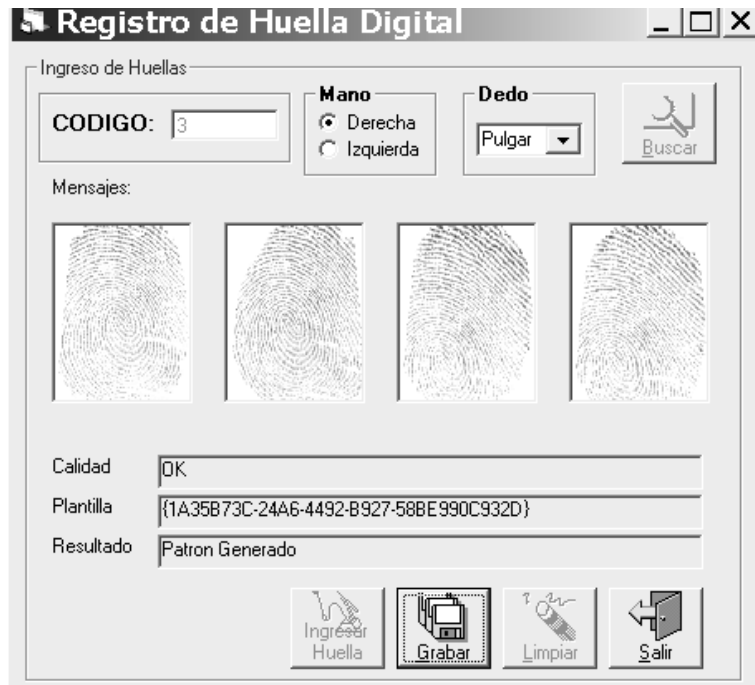 Registro de Huella Digital
Ingreso de Huellas
CODIGO: 3
Mano
Derecha
Izquierda
Dedo
Pulgar
Buscar
Mensajes:
Calidad OK
Plantilla {1A35B73C-24A6-4492-B927-58BE990C932D}
Resultado Patron Generado
Ingresar
Huella
Grabar
Limpiar
Salir